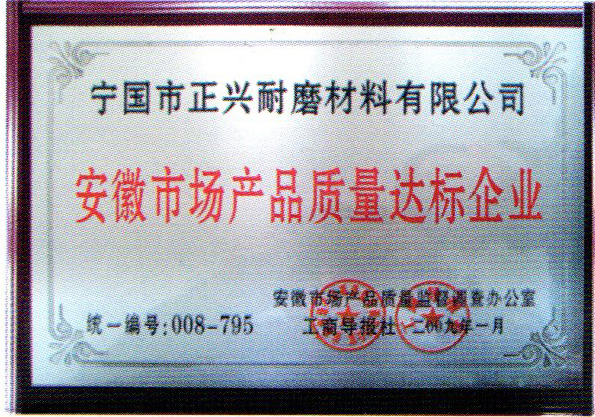 宁国市正兴耐磨材料有限公司
安徽市场产品质量达标企业
安徽市场产品质量监督调查办公室
统一编号:008-795
工商导报社 二00九年一月